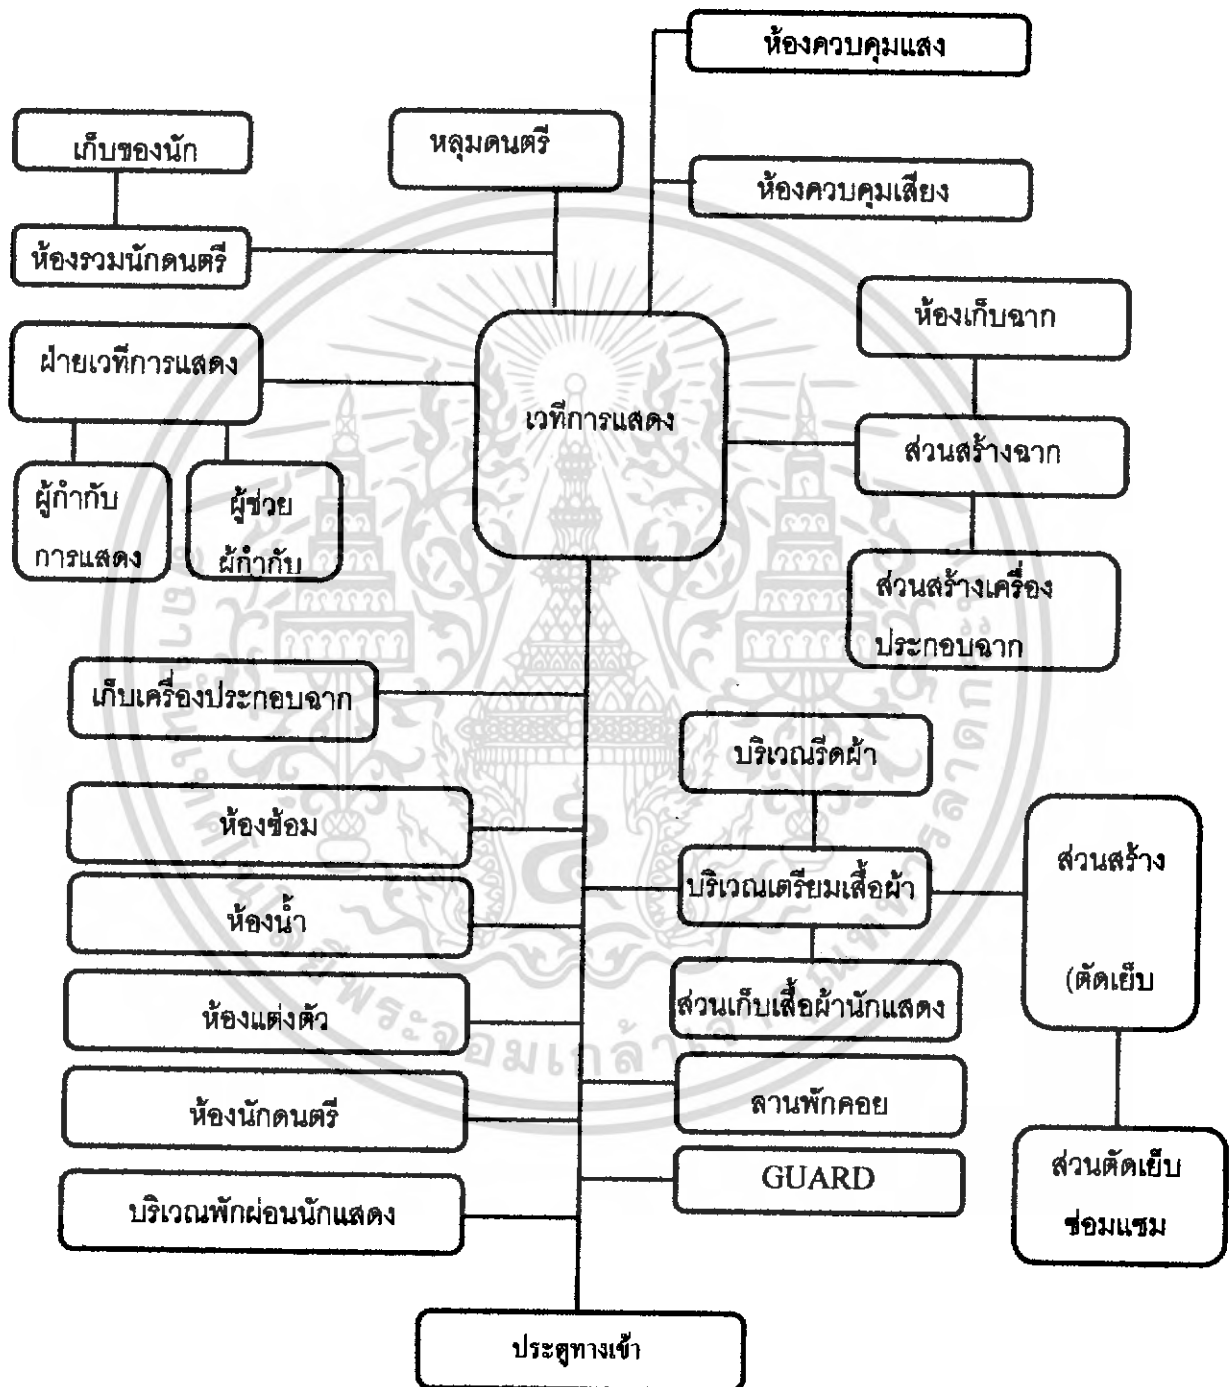 ห้องควบคุมแสง
เก็บของนัก
หลุมดนตรี
ห้องควบคุมเสียง
ห้องรวมนักดนตรี
ห้องเก็บฉาก
ฝ่ายเวทีการแสดง
เวทีการแสดง
ส่วนสร้างฉาก
ผู้กำกับ
การแสดง
ผู้ช่วย
ผู้กำกับ
ส่วนสร้างเครื่อง
ประกอบฉาก
เก็บเครื่องประกอบฉาก
บริเวณรีดผ้า
ห้องซ้อม
บริเวณเตรียมเสื้อผ้า
ส่วนสร้าง
(ตัดเย็บ
ห้องน้ำ
ส่วนเก็บเสื้อผ้านักแสดง
ห้องแต่งตัว
ลานพักคอย
ห้องนักดนตรี
GUARD
ส่วนตัดเย็บ
ซ่อมแซม
บริเวณพักผ่อนนักแสดง
ประตูทางเข้า